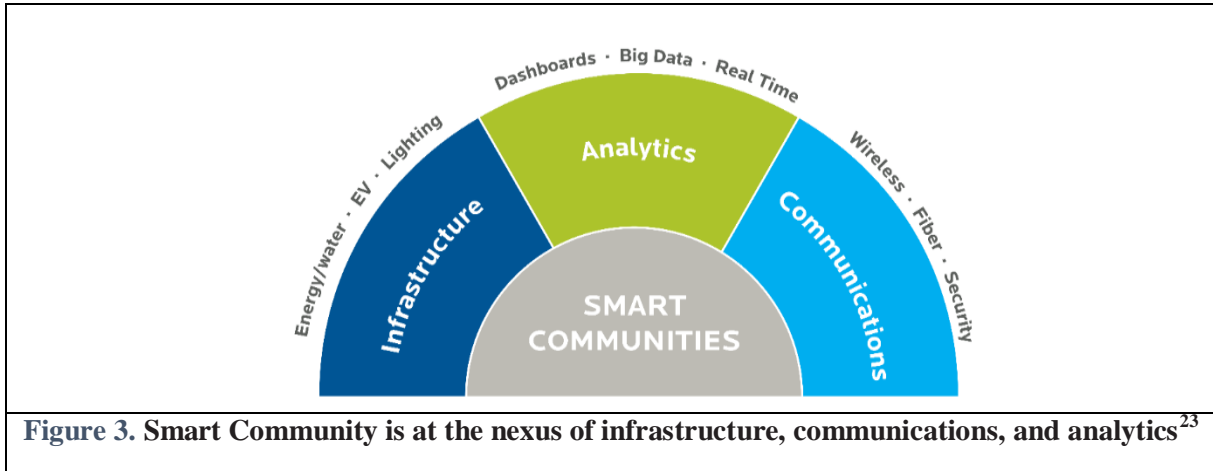 Dashboards · Big Data · Real Time
Energy/water · EV · Lighting
Wireless · Fiber · Security
Infrastructure
Analytics
Communications
SMART
COMMUNITIES
Figure 3. Smart Community is at the nexus of infrastructure, communications, and analytics23